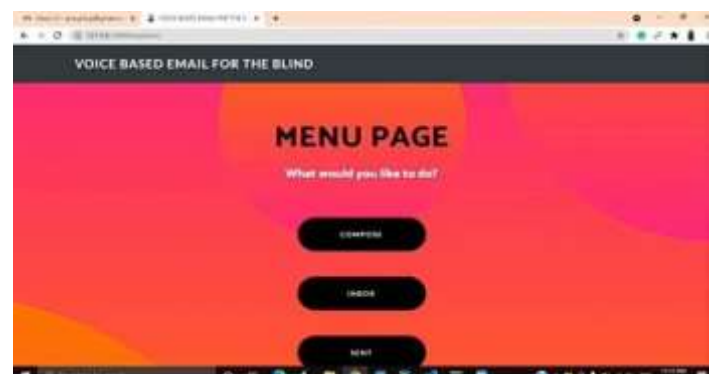 VOICE BASED EMAIL FOR THE BLIND
MENU PAGE
What would you like to do?
COMPOSE
INBOX
SENT